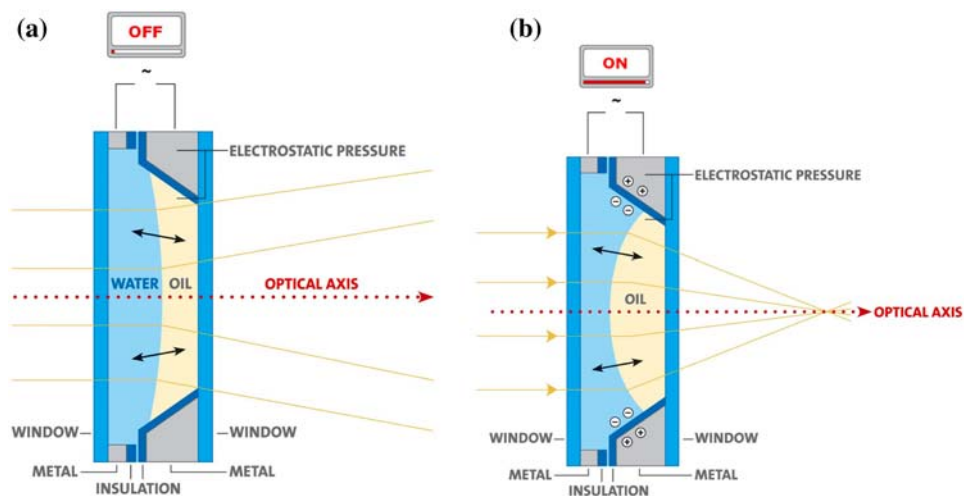 (a)
OFF
~
ELECTROSTATIC PRESSURE
WATER OIL OPTICAL AXIS
WINDOW WINDOW
METAL METAL
INSULATION
(b)
ON
~
ELECTROSTATIC PRESSURE
+ +
− −
OIL
OPTICAL AXIS
− −
+ +
WINDOW WINDOW
METAL METAL
INSULATION